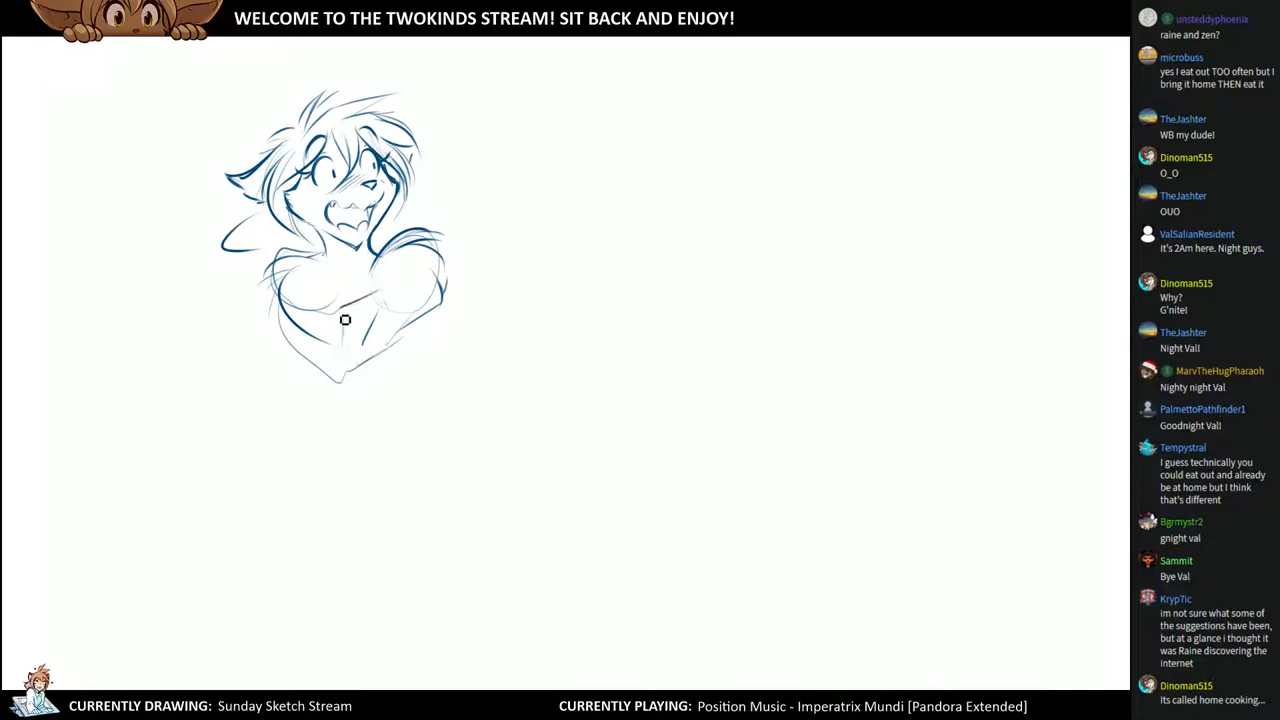 WELCOME TO THE TWOKINDS STREAM! SIT BACK AND ENJOY!
unsteddyphoenix
raine and zen?
microbuss
yes I eat out TOO often but I
bring it home THEN eat it
TheJashter
WB my dude!
Dinoman515
O_O
TheJashter
OUO
ValSalianResident
It's 2Am here. Night guys.
Dinoman515
Why?
G'nite!
TheJashter
Night Val!
MarvTheHugPharaoh
Nighty night Val
PalmettoPathfinder1
Goodnight Val!
Tempystral
I guess technically you
could eat out and already
be at home but I think
that's different
Bgrmystr2
gnight val
Sammit
Bye Val
Kryp7ic
im not sure what some of
the suggestions have been,
but at a glance i thought it
was Raine discovering the
internet
Dinoman515
Its called home cooking...
CURRENTLY DRAWING: Sunday Sketch Stream
CURRENTLY PLAYING: Position Music - Imperatrix Mundi [Pandora Extended]